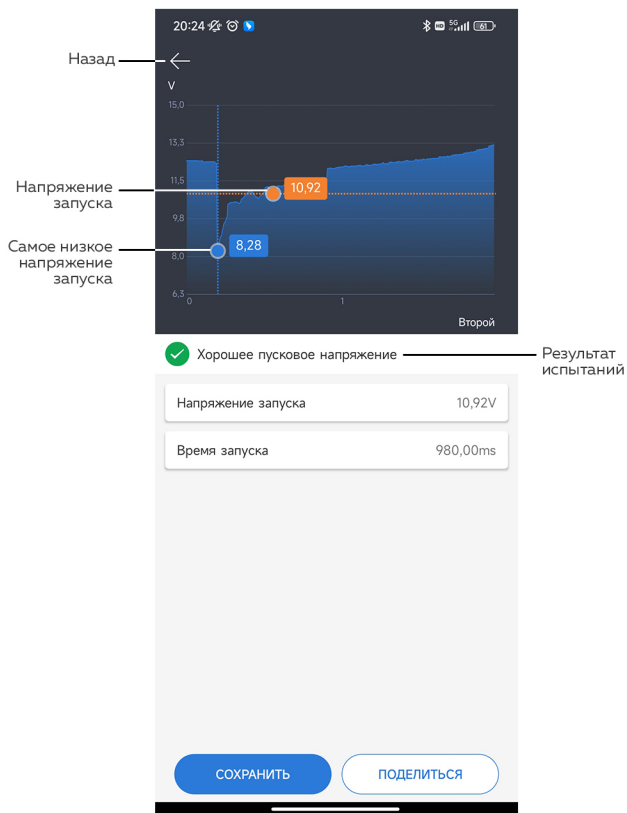 20:24
5G
61
Назад
V
15,0
13,3
11,5
Напряжение
запуска
10,92
9,8
Самое низкое
напряжение
запуска
8,28
8,0
6,3
0
1
Второй
Хорошее пусковое напряжение
Результат
испытаний
Напряжение запуска 10,92V
Время запуска 980,00ms
СОХРАНИТЬ ПОДЕЛИТЬСЯ